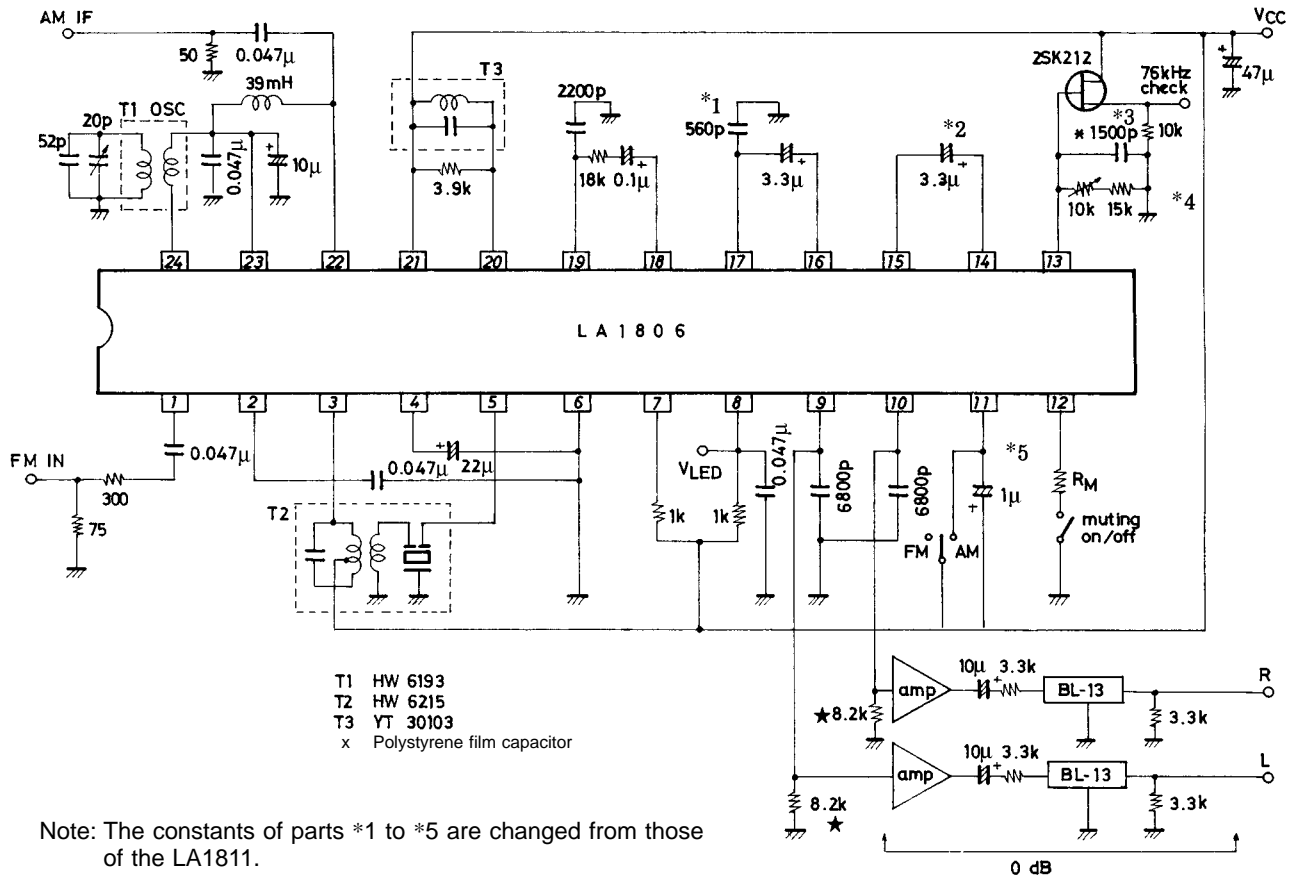 AM IF
VCC
50
0.047µ
39mH
T3
2SK212
76kHz
check
47µ
+
T1 OSC
20p
52p
0.047µ
+
10µ
3.9k
2200p
18k
0.1µ
+
*1
560p
3.3µ
+
*2
3.3µ
+
*3
* 1500p
10k
10k
15k
*4
24
23
22
21
20
19
18
17
16
15
14
13
LA1806
1
2
3
4
5
6
7
8
9
10
11
12
FM IN
0.047µ
300
75
+
22µ
0.047µ
T2
VLED
1k
1k
0.047µ
6800p
6800p
*5
+
1µ
FM
AM
RM
muting
on/off
T1 HW 6193
T2 HW 6215
T3 YT 30103
x Polystyrene film capacitor
★8.2k
amp
10µ
+
3.3k
BL-13
3.3k
R
8.2k
★
amp
10µ
+
3.3k
BL-13
3.3k
L
0 dB
Note: The constants of parts *1 to *5 are changed from those
of the LA1811.